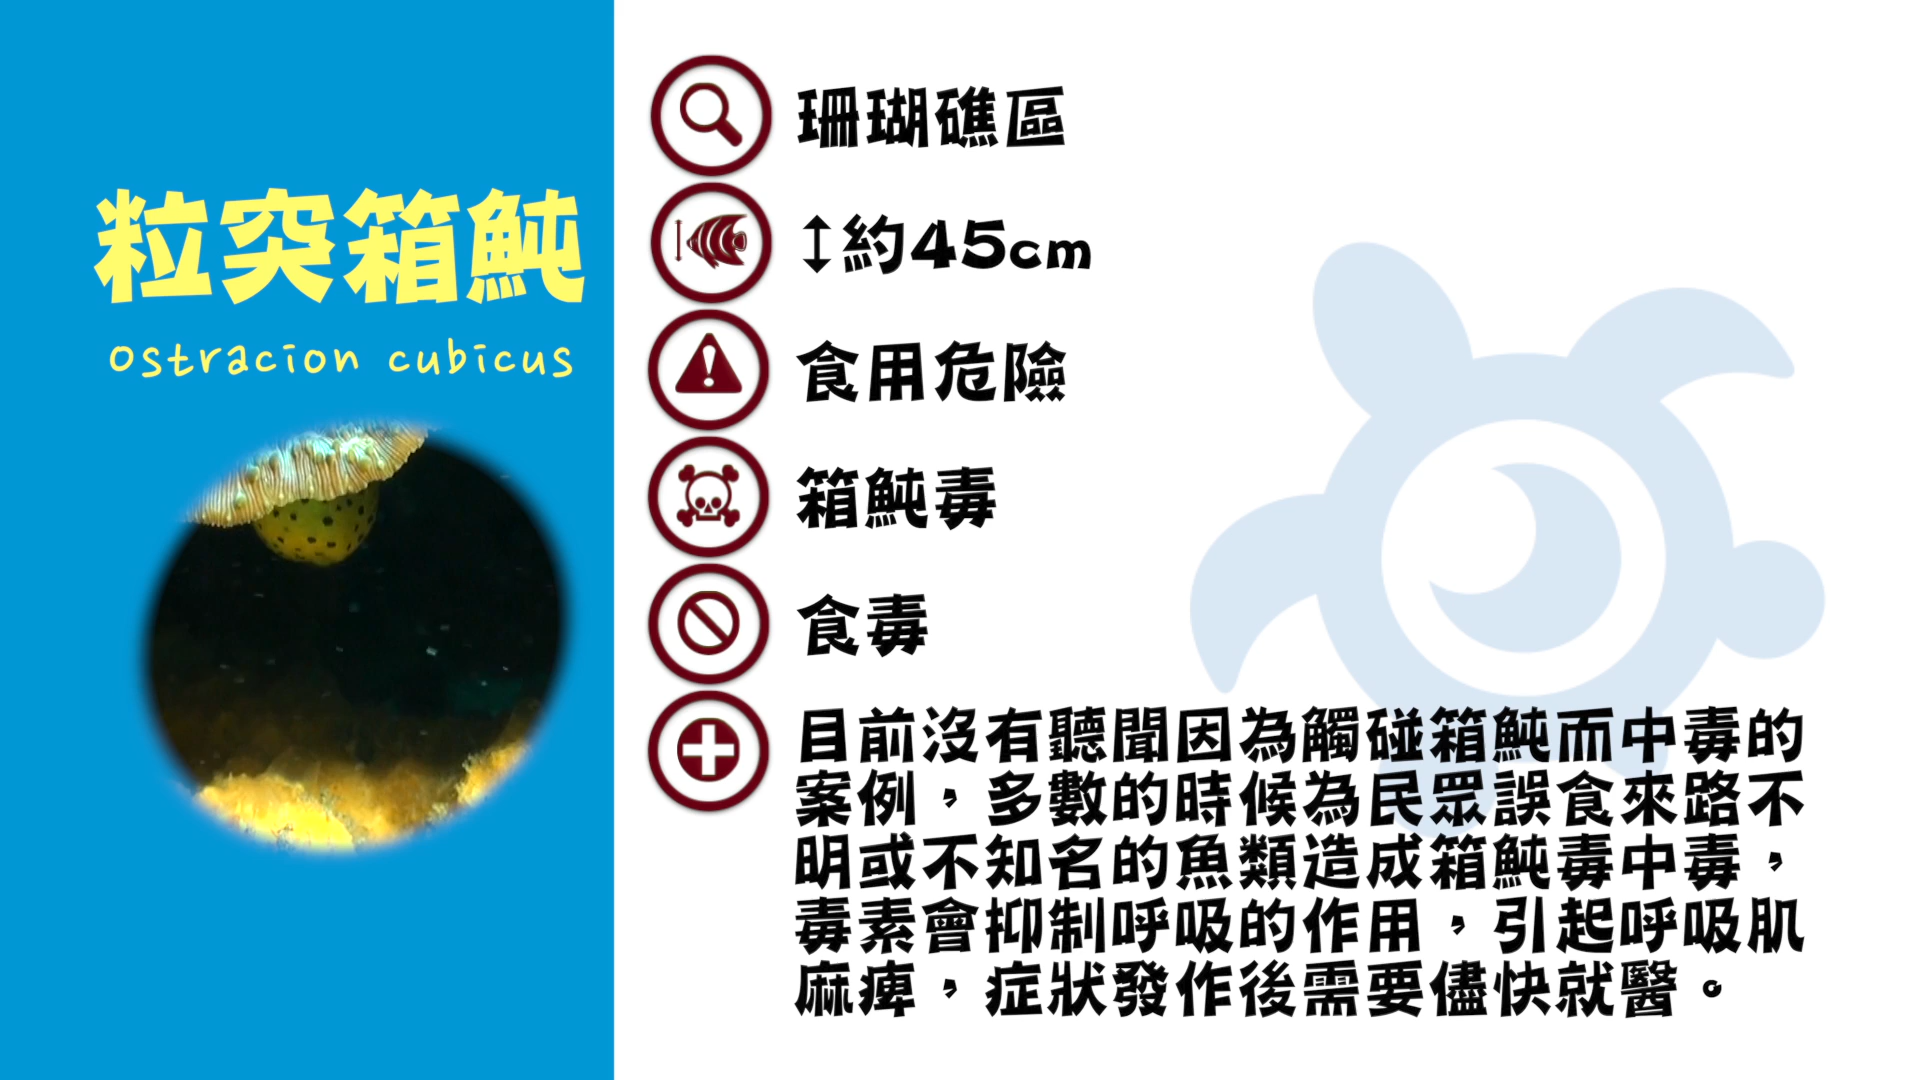 粒突箱魨
ostracion cubicus
珊瑚礁區
↕約45cm
食用危險
箱魨毒
食毒
目前沒有聽聞因為觸碰箱魨而中毒的
案例，多數的時候為民眾誤食來路不
明或不知名的魚類造成箱魨毒中毒，
毒素會抑制呼吸的作用，引起呼吸肌
麻痺，症狀發作後需要儘快就醫。